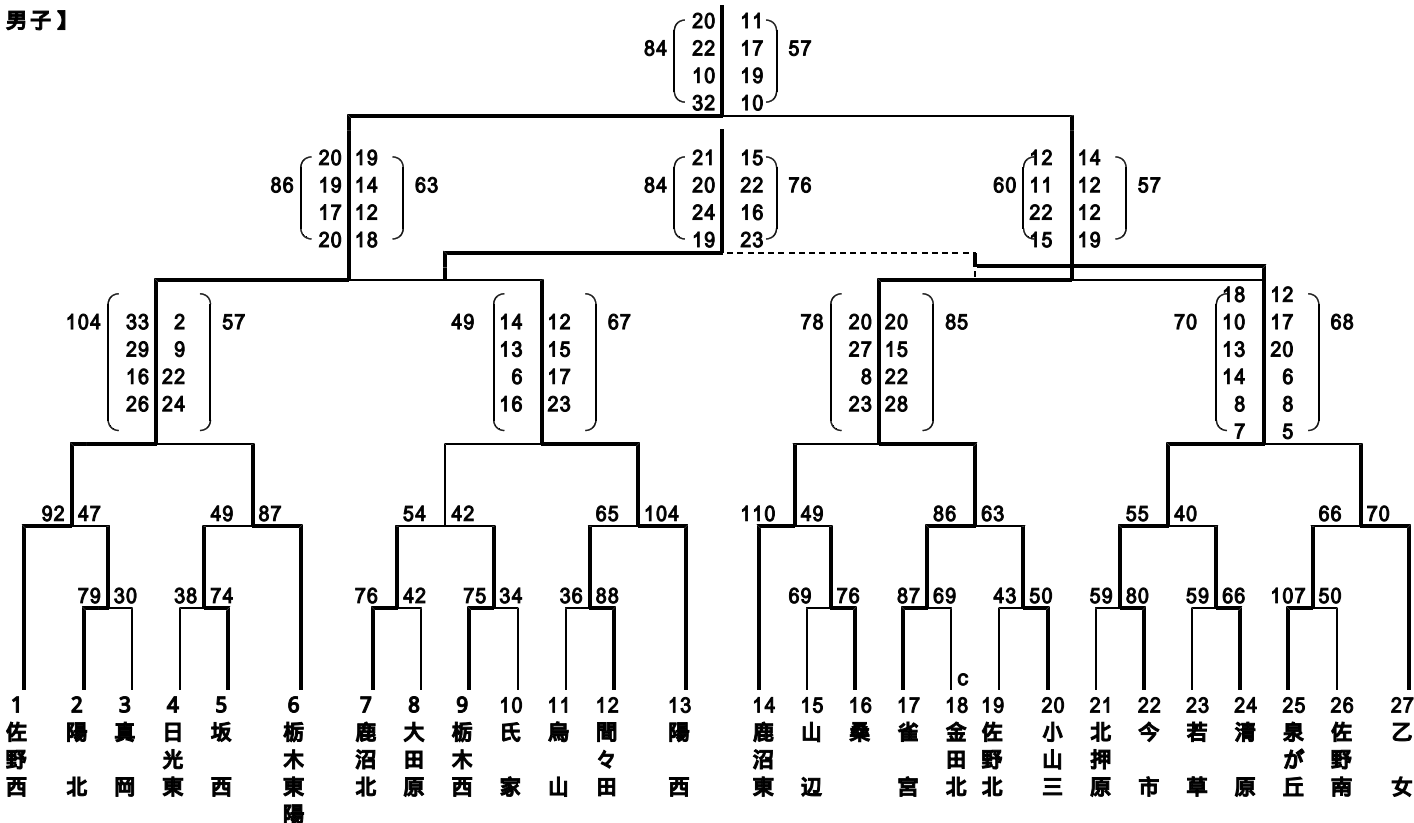 男子】
20 11
84 22 17 57
10 19
32 10
20 19 21 15 12 14
86 19 14 63 84 20 22 76 60 11 12 57
17 12 24 16 22 12
20 18 19 23 15 19
18 12
104 33 2 57 49 14 12 67 78 20 20 85 70 10 17 68
29 9 13 15 27 15 13 20
16 22 6 17 8 22 14 6
26 24 16 23 23 28 8 8
7 5
92 47 49 87 54 42 65 104 110 49 86 63 55 40 66 70
79 30 38 74 76 42 75 34 36 88 69 76 87 69 43 50 59 80 59 66 107 50
C
1 2 3 4 5 6 7 8 9 10 11 12 13 14 15 16 17 18 19 20 21 22 23 24 25 26 27
佐野西
陽北
真岡
日光東
坂西
栃木東陽
鹿沼北
大田原
栃木西
氏家
烏山
間々田
陽西
鹿沼東
山辺
桑
雀宮
金田北
佐野北
小山三
北押原
今市
若草
清原
泉が丘
佐野南
乙女